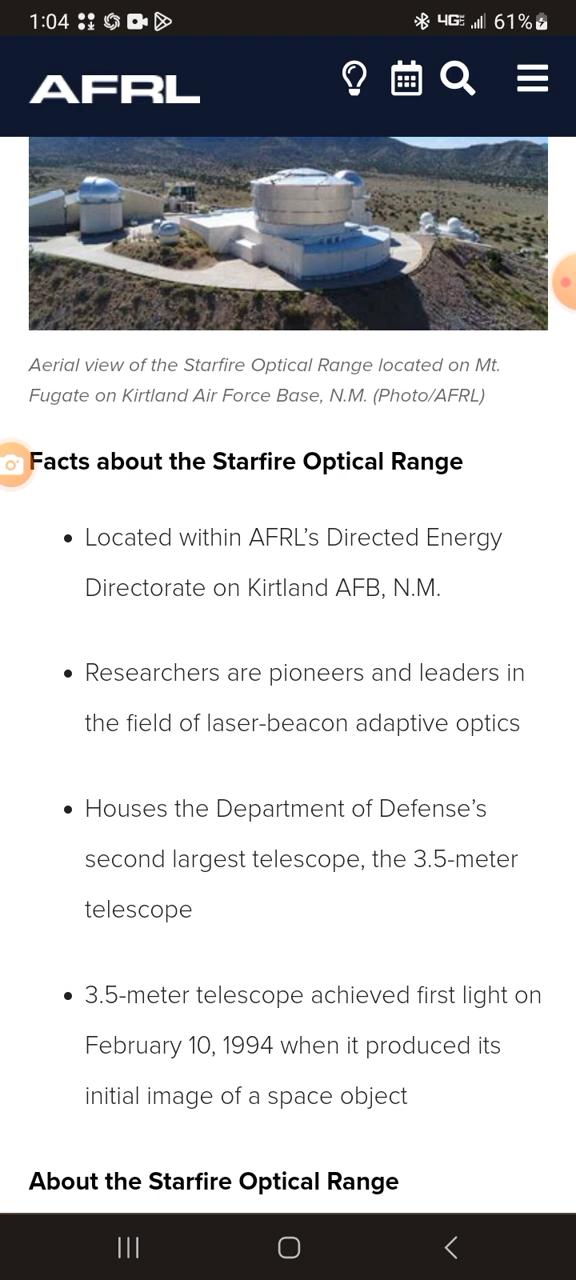 1:04
4G 61%
AFRL
Aerial view of the Starfire Optical Range located on Mt.
Fugate on Kirtland Air Force Base, N.M. (Photo/AFRL)
Facts about the Starfire Optical Range
• Located within AFRL’s Directed Energy
Directorate on Kirtland AFB, N.M.
• Researchers are pioneers and leaders in
the field of laser-beacon adaptive optics
• Houses the Department of Defense’s
second largest telescope, the 3.5-meter
telescope
• 3.5-meter telescope achieved first light on
February 10, 1994 when it produced its
initial image of a space object
About the Starfire Optical Range